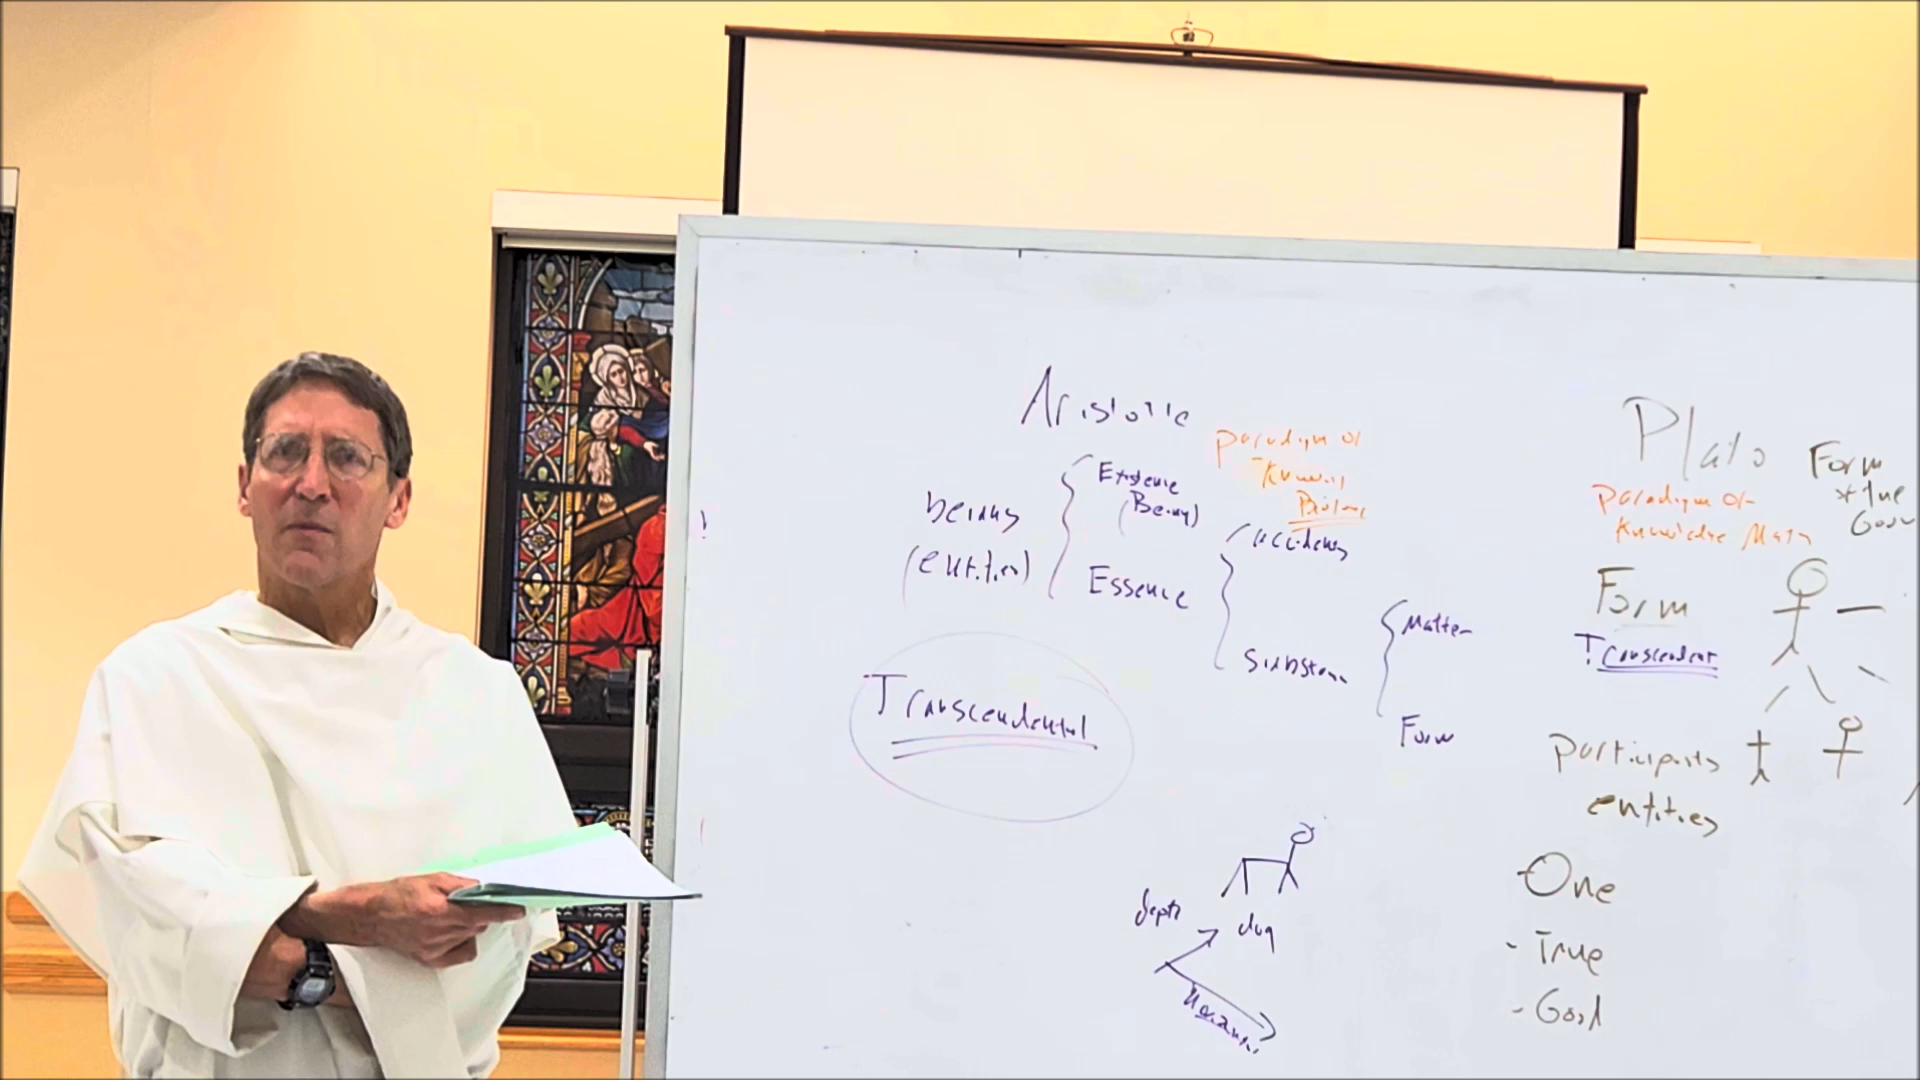 Aristotle
beings
(entities)
Existence
(Being)
Essence
paradigm of
Knowing
Biology
accidents
Substance
Matter
Form
Transcendental
dog
depth
Plato
Form
of the
Good
paradigm of
Knowledge Math
Form
Transcendent
participants
entities
One
- True
- Good